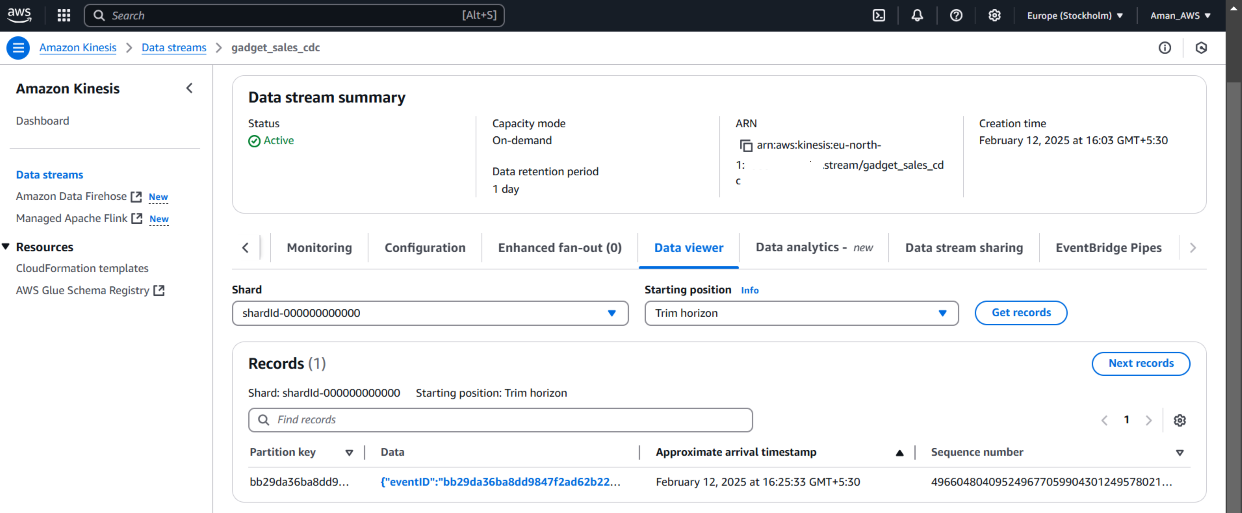 aws
Search [Alt+S] Europe (Stockholm) Aman_AWS
Amazon Kinesis Data streams gadget_sales_cdc
Amazon Kinesis
Dashboard
Data streams
Amazon Data Firehose New
Managed Apache Flink New
Resources
CloudFormation templates
AWS Glue Schema Registry
Data stream summary
Status
Active
Capacity mode
On-demand
Data retention period
1 day
ARN
arn:aws:kinesis:eu-north-
1: .stream/gadget_sales_cd
c
Creation time
February 12, 2025 at 16:03 GMT+5:30
Monitoring Configuration Enhanced fan-out (0) Data viewer Data analytics - new Data stream sharing EventBridge Pipes
Shard
shardId-000000000000
Starting position Info
Trim horizon
Get records
Records (1)
Next records
Shard: shardId-000000000000 Starting position: Trim horizon
Find records
1
Partition key Data Approximate arrival timestamp Sequence number
bb29da36ba8dd9... {"eventID":"bb29da36ba8dd9847f2ad62b22... February 12, 2025 at 16:25:33 GMT+5:30 496604804095249677059904301249578021...